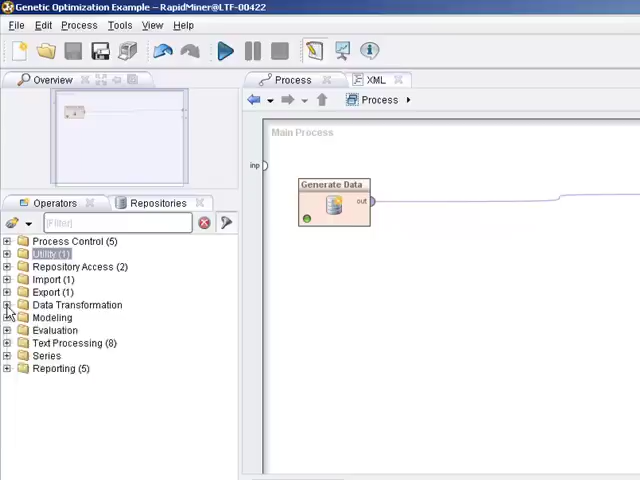 Genetic Optimization Example – RapidMiner@LTF-00422
File Edit Process Tools View Help
Overview
Process
XML
Process
Main Process
inp
Generate Data
out
Operators
Repositories
[Filter]
Process Control (5)
Utility (1)
Repository Access (2)
Import (1)
Export (1)
Data Transformation
Modeling
Evaluation
Text Processing (8)
Series
Reporting (5)